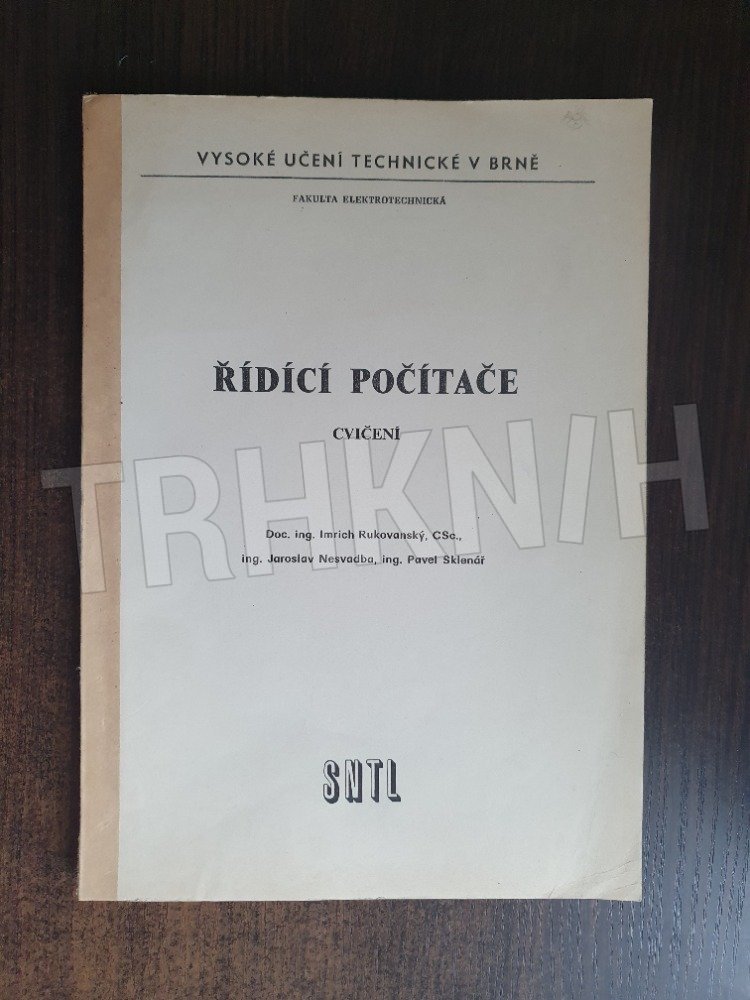 VYSOKÉ UČENÍ TECHNICKÉ V BRNĚ
FAKULTA ELEKTROTECHNICKÁ
ŘÍDÍCÍ POČÍTAČE
CVIČENÍ
TRHKNIH
Doc. ing. Imrich Rukovanský, CSc.,
ing. Jaroslav Nesvadba, ing. Pavel Sklenář
SNTL